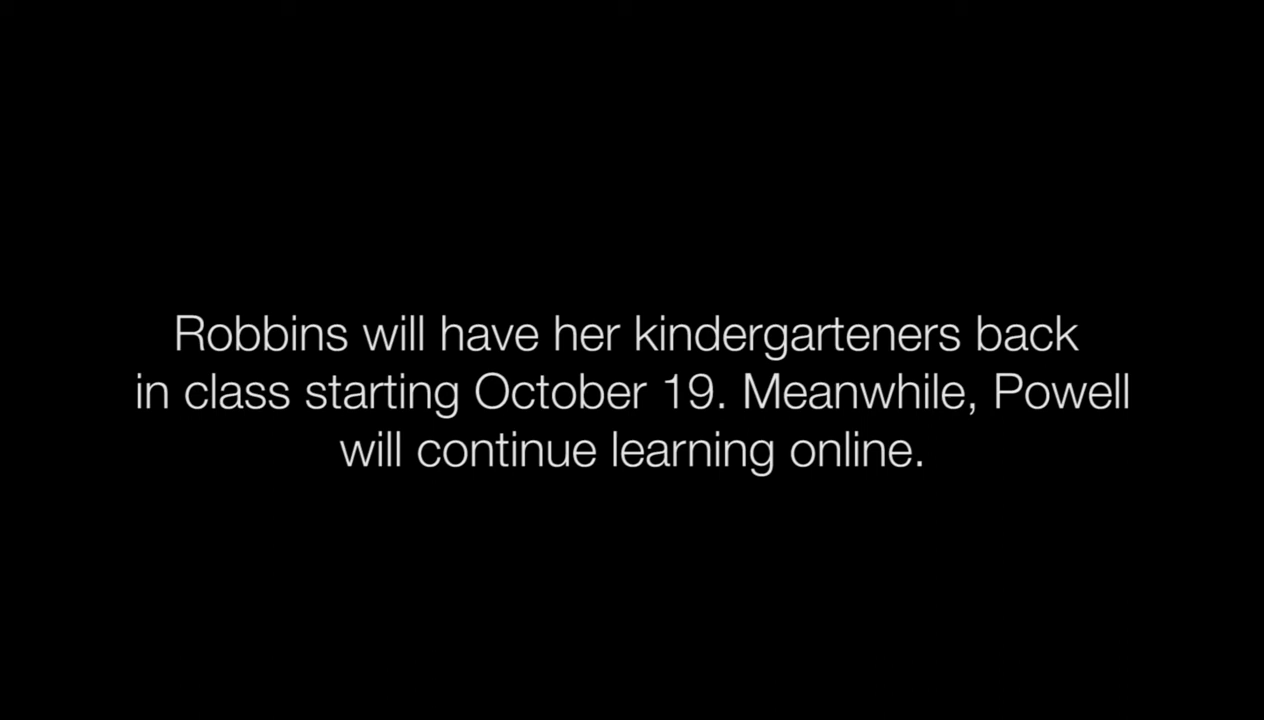 Robbins will have her kindergarteners back
in class starting October 19. Meanwhile, Powell
will continue learning online.